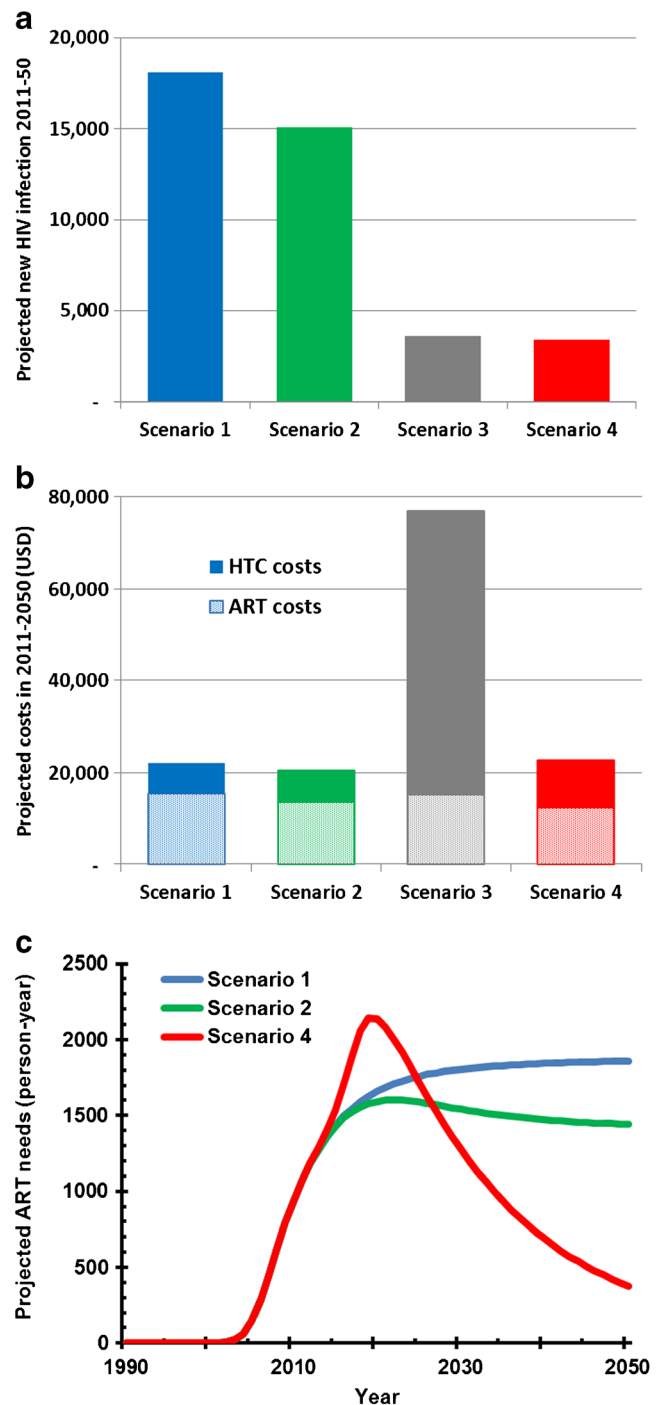 a
Projected new HIV infection 2011-50
20,000
15,000
10,000
5,000
-
Scenario 1 Scenario 2 Scenario 3 Scenario 4
b
Projected costs in 2011-2050 (USD)
80,000
60,000
40,000
20,000
-
HTC costs
ART costs
Scenario 1 Scenario 2 Scenario 3 Scenario 4
c
Projected ART needs (person-year)
2500
2000
1500
1000
500
0
Scenario 1
Scenario 2
Scenario 4
1990 2010 2030 2050
Year